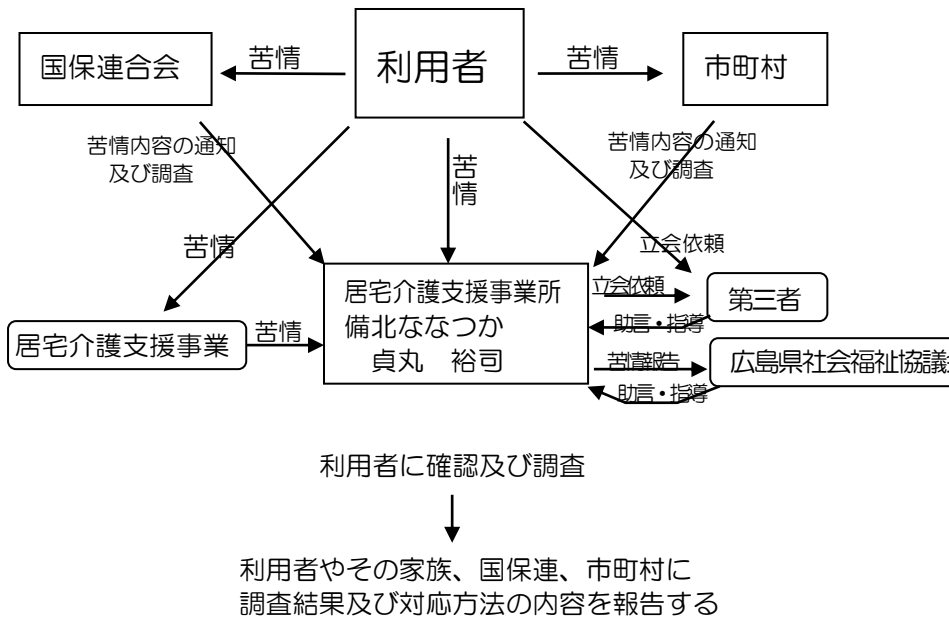 国保連合会
苦情
利用者
苦情
市町村
苦情内容の通知
及び調査
苦情
苦情内容の通知
及び調査
苦情
立会依頼
居宅介護支援事業所
備北ななつか
貞丸 裕司
立会依頼
第三者
助言・指導
居宅介護支援事業
苦情
苦情報告
広島県社会福祉協議会
助言・指導
利用者に確認及び調査
利用者やその家族、国保連、市町村に
調査結果及び対応方法の内容を報告する